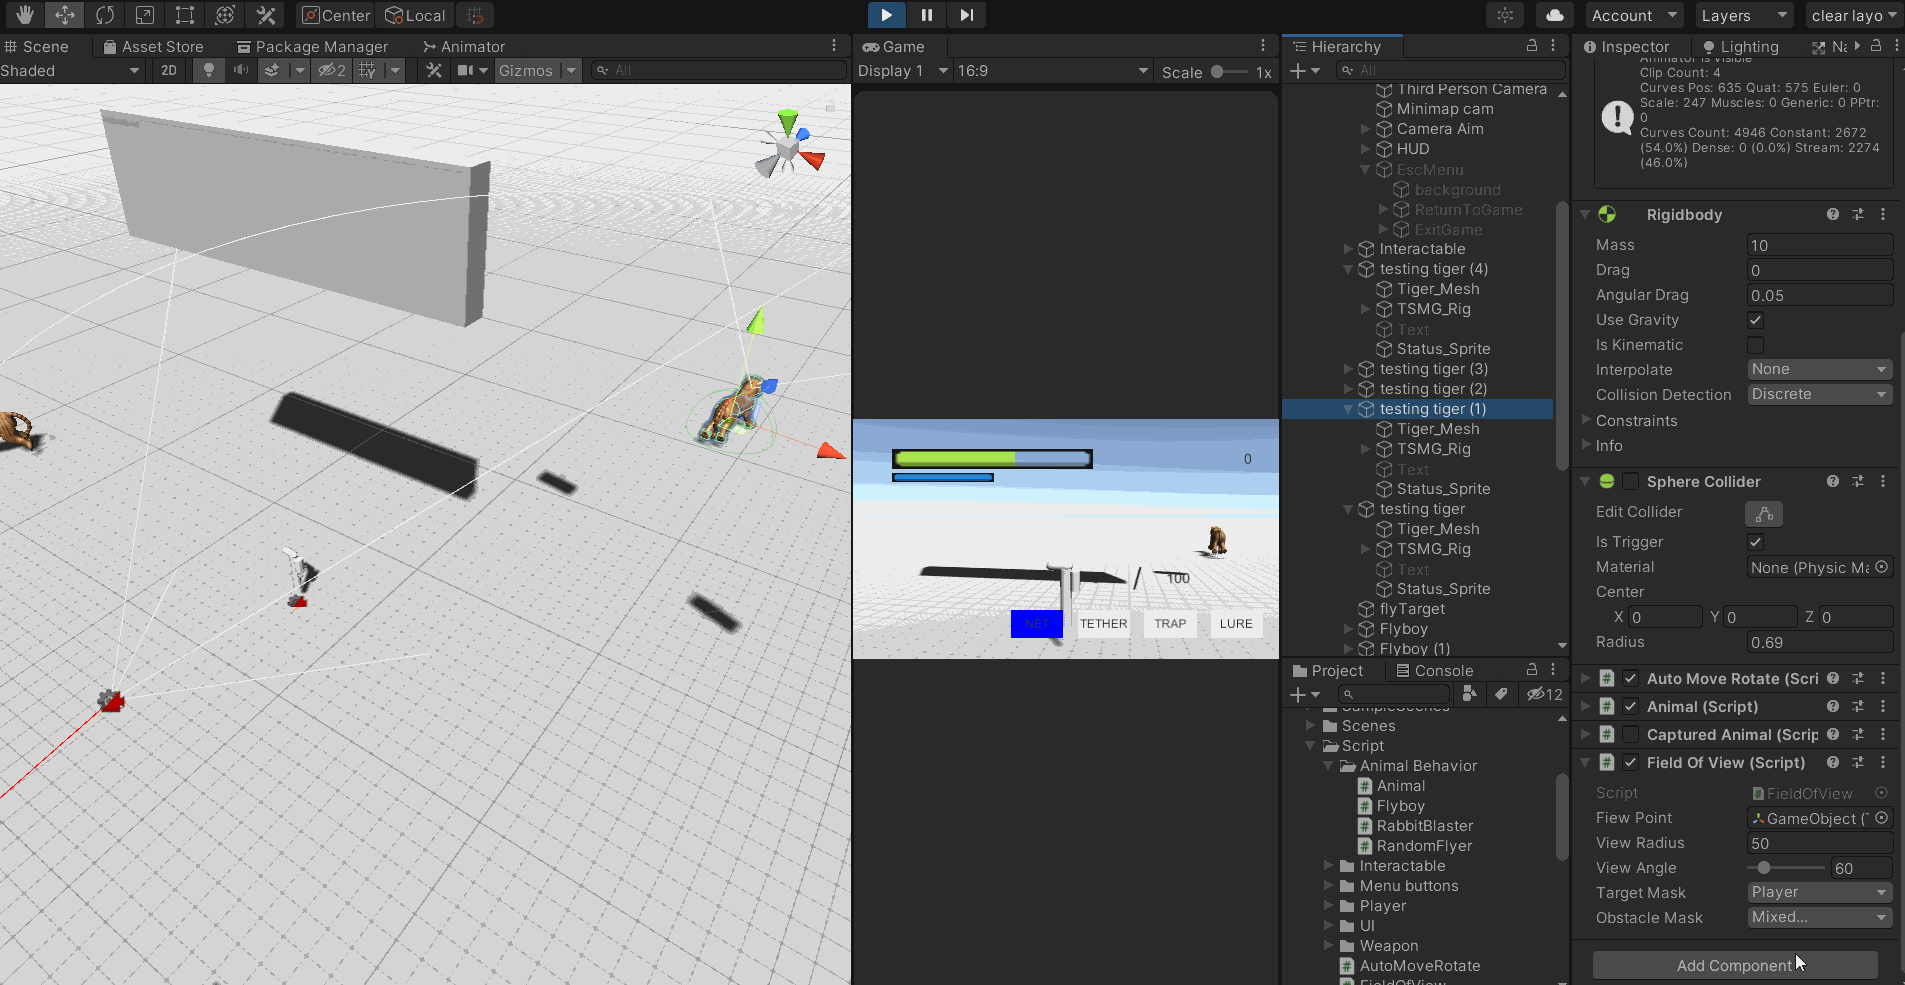 Center
Local
Account
Layers
clear layo
Scene
Asset Store
Package Manager
Animator
Shaded
2D
2
Gizmos
All
Game
Display 1
16:9
Scale
1x
0
/
100
NET
TETHER
TRAP
LURE
Hierarchy
All
Third Person Camera
Minimap cam
Camera Aim
HUD
EscMenu
background
ReturnToGame
ExitGame
Interactable
testing tiger (4)
Tiger_Mesh
TSMG_Rig
Text
Status_Sprite
testing tiger (3)
testing tiger (2)
testing tiger (1)
Tiger_Mesh
TSMG_Rig
Text
Status_Sprite
testing tiger
Tiger_Mesh
TSMG_Rig
Text
Status_Sprite
flyTarget
Flyboy
Flyboy (1)
Project
Console
12
SampleScenes
Scenes
Script
Animal Behavior
Animal
Flyboy
RabbitBlaster
RandomFlyer
Interactable
Menu buttons
Player
UI
Weapon
AutoMoveRotate
FieldOfView
Inspector
Lighting
Na
Animator is visible
Clip Count: 4
Curves Pos: 635 Quat: 575 Euler: 0
Scale: 247 Muscles: 0 Generic: 0 PPtr:
0
Curves Count: 4946 Constant: 2672
(54.0%) Dense: 0 (0.0%) Stream: 2274
(46.0%)
Rigidbody
Mass 10
Drag 0
Angular Drag 0.05
Use Gravity
Is Kinematic
Interpolate None
Collision Detection Discrete
Constraints
Info
Sphere Collider
Edit Collider
Is Trigger
Material None (Physic Ma
Center
X 0 Y 0 Z 0
Radius 0.69
Auto Move Rotate (Scri
Animal (Script)
Captured Animal (Scrip
Field Of View (Script)
Script FieldOfView
Fiew Point GameObject (T
View Radius 50
View Angle 60
Target Mask Player
Obstacle Mask Mixed...
Add Component